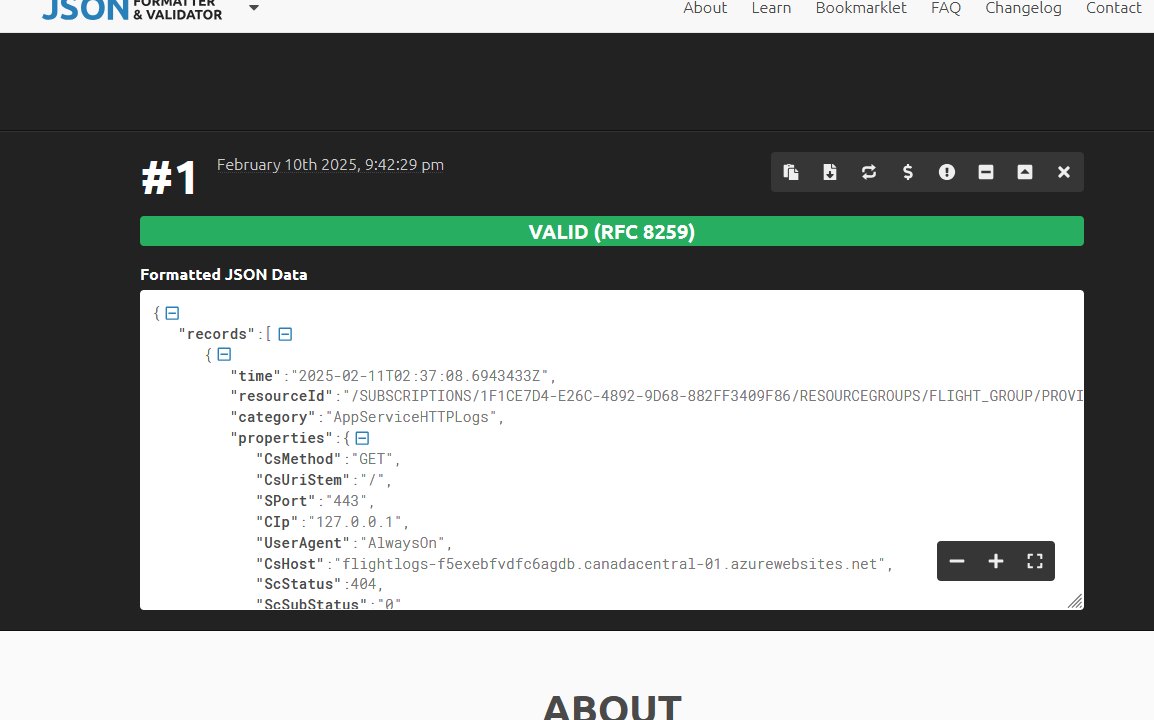 JSON FORMATTER & VALIDATOR
About Learn Bookmarklet FAQ Changelog Contact
#1 February 10th 2025, 9:42:29 pm
VALID (RFC 8259)
Formatted JSON Data
{
"records":[
{
"time":"2025-02-11T02:37:08.6943433Z",
"resourceId":"/SUBSCRIPTIONS/1F1CE7D4-E26C-4892-9D68-882FF3409F86/RESOURCEGROUPS/FLIGHT_GROUP/PROVI
"category":"AppServiceHTTPLogs",
"properties":{
"CsMethod":"GET",
"CsUriStem":"/",
"SPort":"443",
"CIp":"127.0.0.1",
"UserAgent":"AlwaysOn",
"CsHost":"flightlogs-f5exebfvdfc6agdb.canadacentral-01.azurewebsites.net",
"ScStatus":404,
"ScSubStatus":"0"
ABOUT